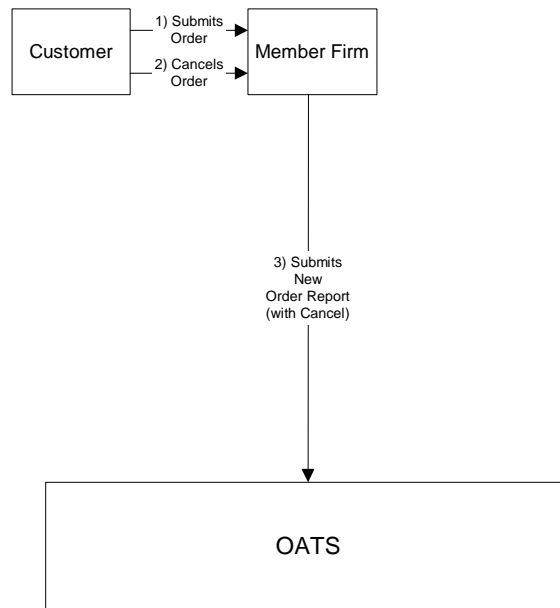 1) Submits
Order
Customer
Member Firm
2) Cancels
Order
3) Submits
New
Order Report
(with Cancel)
OATS